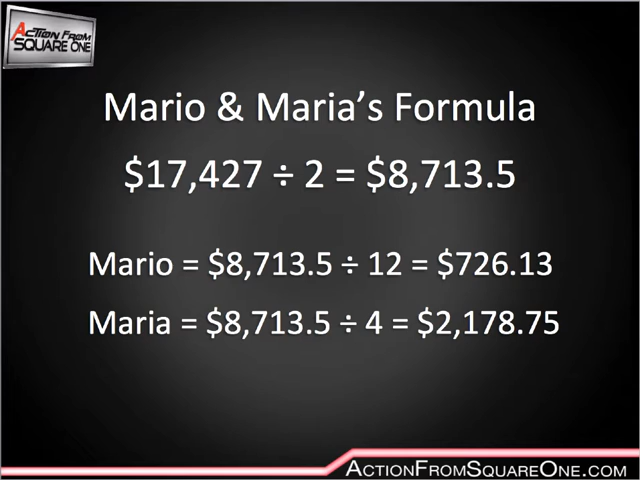 ACTION FROM
SQUARE ONE
Mario & Maria’s Formula
$17,427 ÷ 2 = $8,713.5
Mario = $8,713.5 ÷ 12 = $726.13
Maria = $8,713.5 ÷ 4 = $2,178.75
ACTIONFROMSQUAREONE.COM